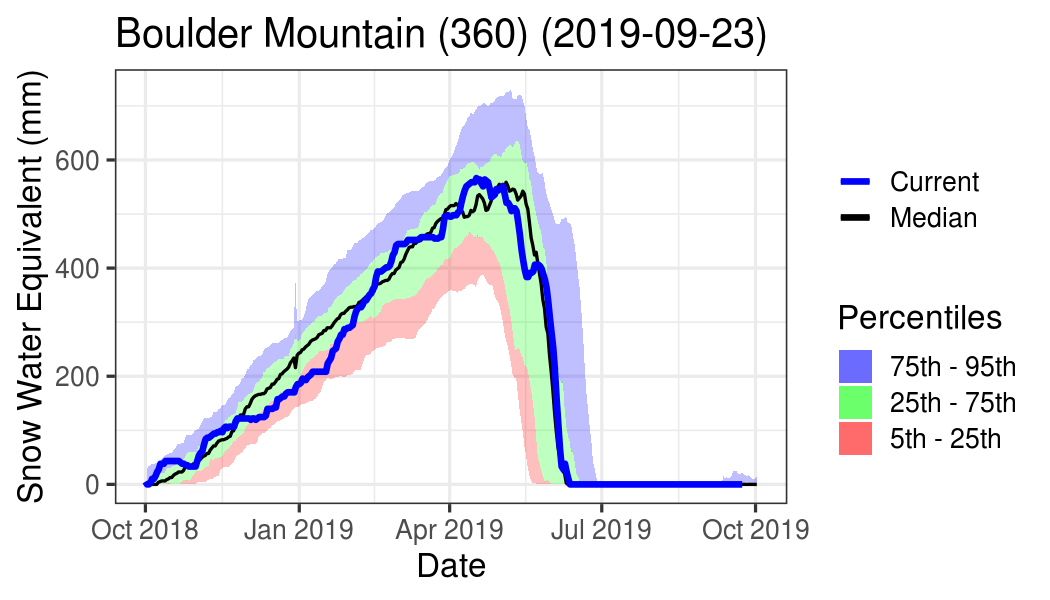 Boulder Mountain (360) (2019-09-23)
Snow Water Equivalent (mm)
600
400
200
0
Oct 2018
Jan 2019
Apr 2019
Jul 2019
Oct 2019
Date
Current
Median
Percentiles
75th - 95th
25th - 75th
5th - 25th